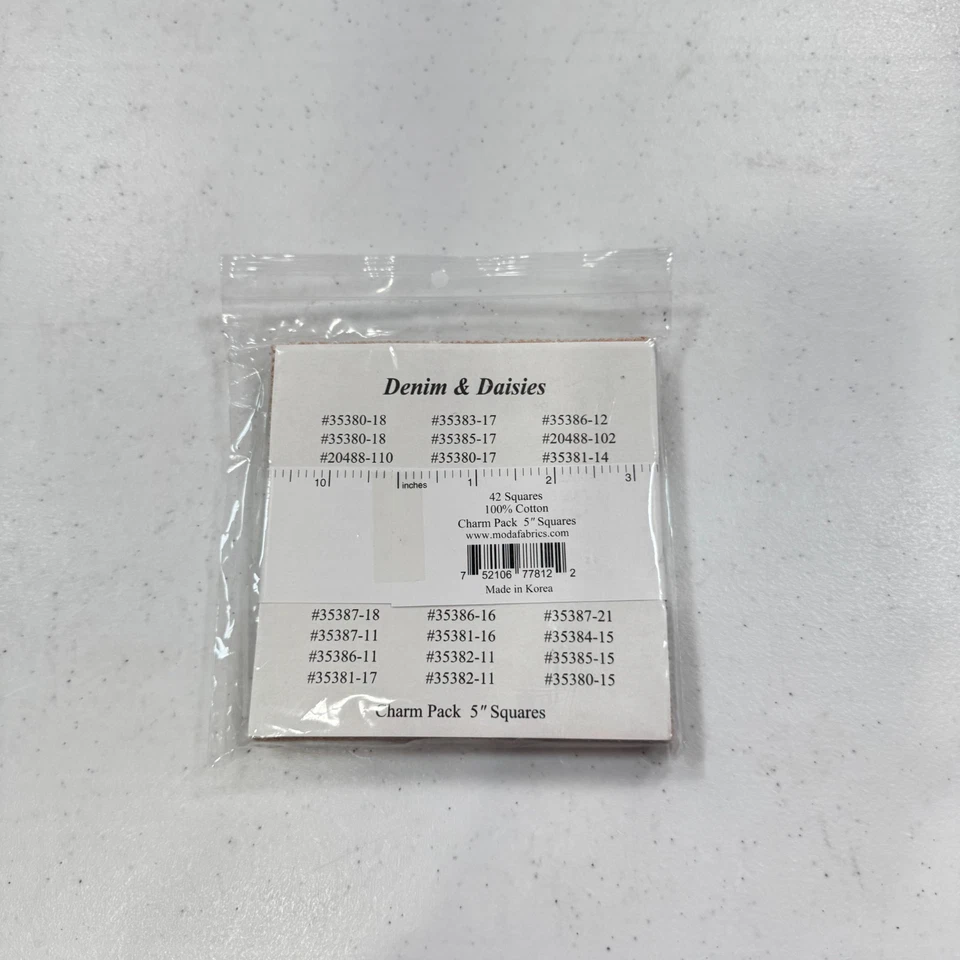 Denim & Daisies
#35380-18 #35383-17 #35386-12
#35380-18 #35385-17 #20488-102
#20488-110 #35380-17 #35381-14
10 inches 1 2 3
42 Squares
100% Cotton
Charm Pack 5" Squares
www.modafabrics.com
7 52106 77812 2
Made in Korea
#35387-18 #35386-16 #35387-21
#35387-11 #35381-16 #35384-15
#35386-11 #35382-11 #35385-15
#35381-17 #35382-11 #35380-15
Charm Pack 5" Squares